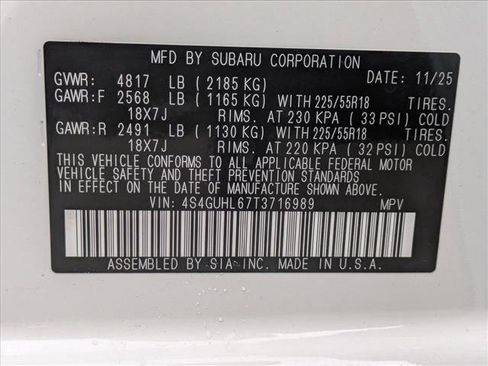 MFD BY SUBARU CORPORATION
GVWR: 4817 LB (2185 KG) DATE: 11/25
GAWR:F 2568 LB (1165 KG) WITH 225/55R18 TIRES.
18X7J RIMS. AT 230 KPA (33 PSI) COLD
GAWR:R 2491 LB (1130 KG) WITH 225/55R18 TIRES.
18X7J RIMS. AT 220 KPA (32 PSI) COLD
THIS VEHICLE CONFORMS TO ALL APPLICABLE FEDERAL MOTOR
VEHICLE SAFETY AND THEFT PREVENTION STANDARDS
IN EFFECT ON THE DATE OF MANUFACTURE SHOWN ABOVE.
VIN: 4S4GUHL67T3716989 MPV
ASSEMBLED BY SIA-INC. MADE IN U.S.A.